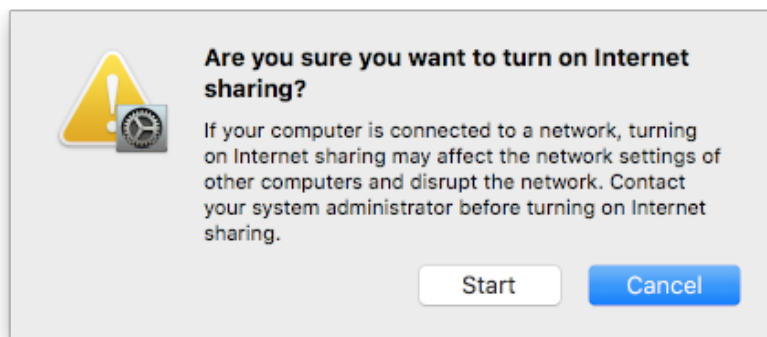 Are you sure you want to turn on Internet
sharing?
If your computer is connected to a network, turning
on Internet sharing may affect the network settings of
other computers and disrupt the network. Contact
your system administrator before turning on Internet
sharing.
Start
Cancel